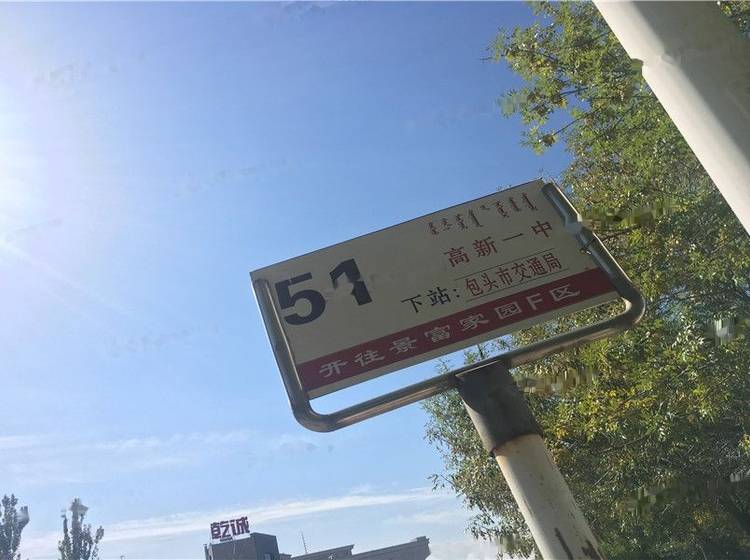 高新一中
51
下站:包头市交通局
开往景富家园F区
乾诚